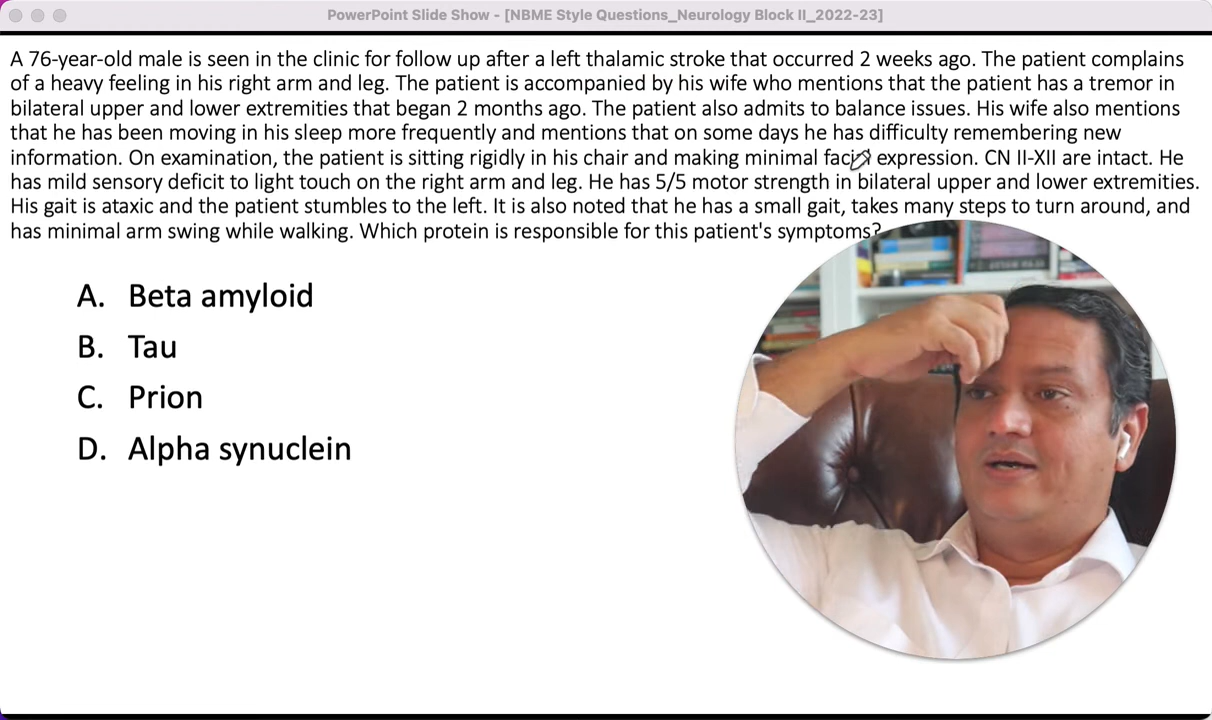 PowerPoint Slide Show - [NBME Style Questions_Neurology Block II_2022-23]
A 76-year-old male is seen in the clinic for follow up after a left thalamic stroke that occurred 2 weeks ago. The patient complains
of a heavy feeling in his right arm and leg. The patient is accompanied by his wife who mentions that the patient has a tremor in
bilateral upper and lower extremities that began 2 months ago. The patient also admits to balance issues. His wife also mentions
that he has been moving in his sleep more frequently and mentions that on some days he has difficulty remembering new
information. On examination, the patient is sitting rigidly in his chair and making minimal facial expression. CN II-XII are intact. He
has mild sensory deficit to light touch on the right arm and leg. He has 5/5 motor strength in bilateral upper and lower extremities.
His gait is ataxic and the patient stumbles to the left. It is also noted that he has a small gait, takes many steps to turn around, and
has minimal arm swing while walking. Which protein is responsible for this patient's symptoms?
A. Beta amyloid
B. Tau
C. Prion
D. Alpha synuclein